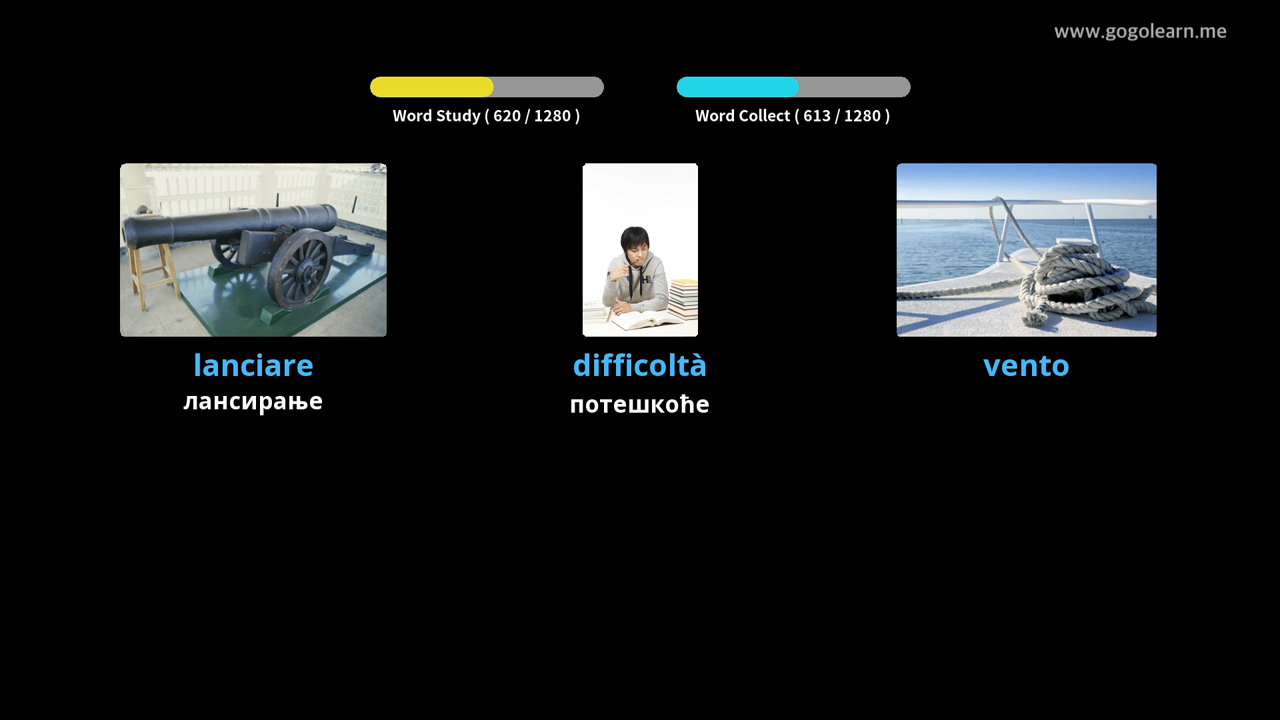 www.gogolearn.me
Word Study ( 620 / 1280 )
Word Collect ( 613 / 1280 )
lanciare
difficoltà
vento
лансирање
потешкоће